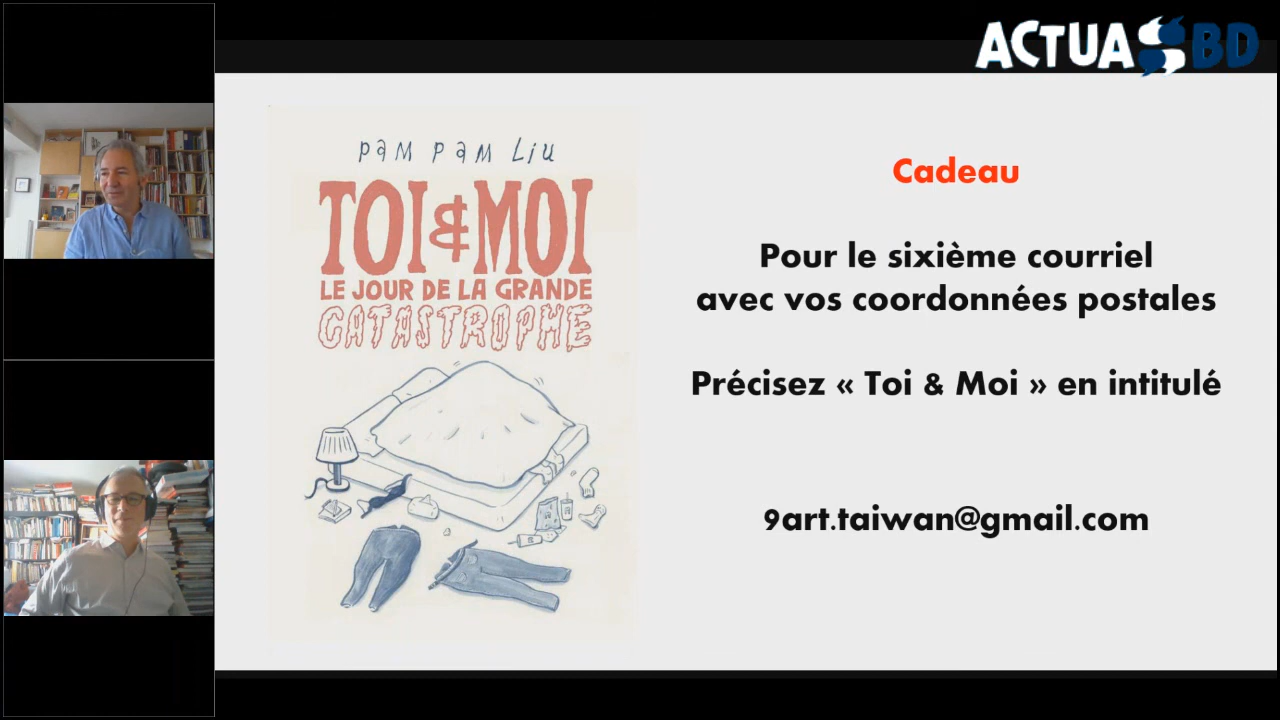 ACTUA BD
pam pam Liu
TOI & MOI
LE JOUR DE LA GRANDE
CATASTROPHE
Cadeau
Pour le sixième courriel
avec vos coordonnées postales
Précisez « Toi & Moi » en intitulé
9art.taiwan@gmail.com